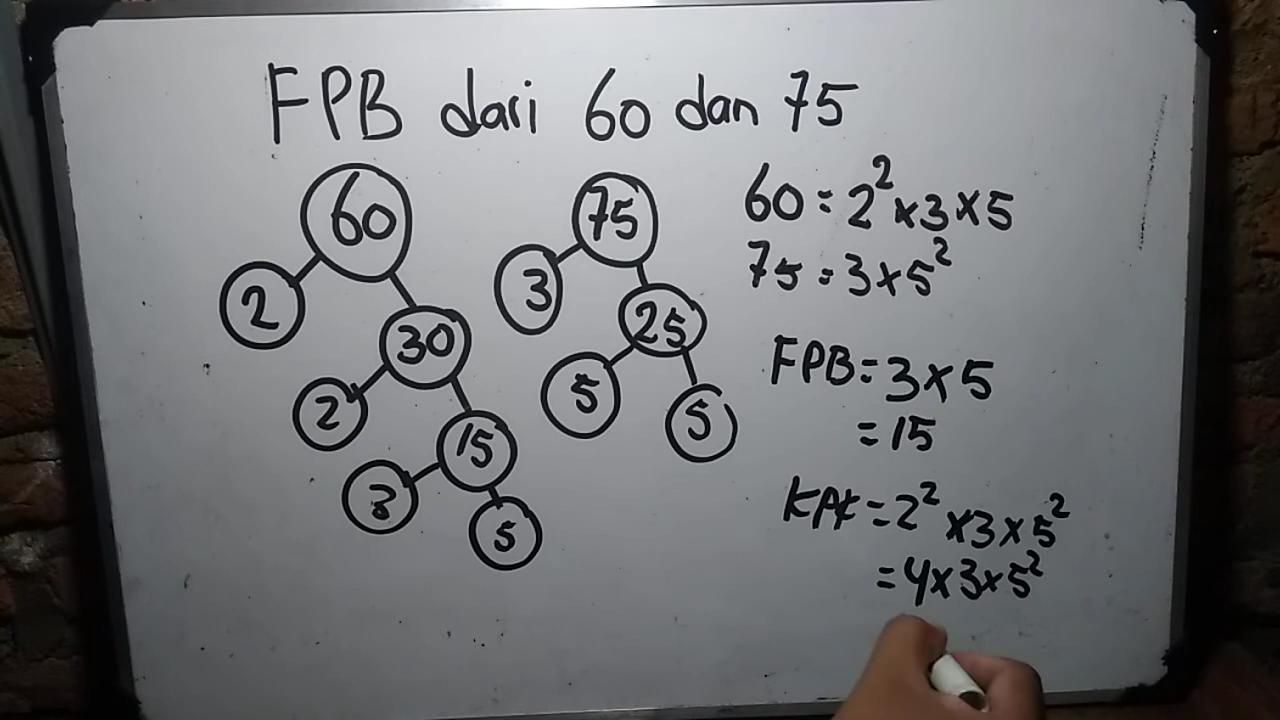 FPB dari 60 dan 75
60
2
30
2
15
3
5
75
3
25
5
5
60 = 2² × 3 × 5
75 = 3 × 5²
FPB = 3 × 5
= 15
KPK = 2² × 3 × 5²
= 4 × 3 × 5²